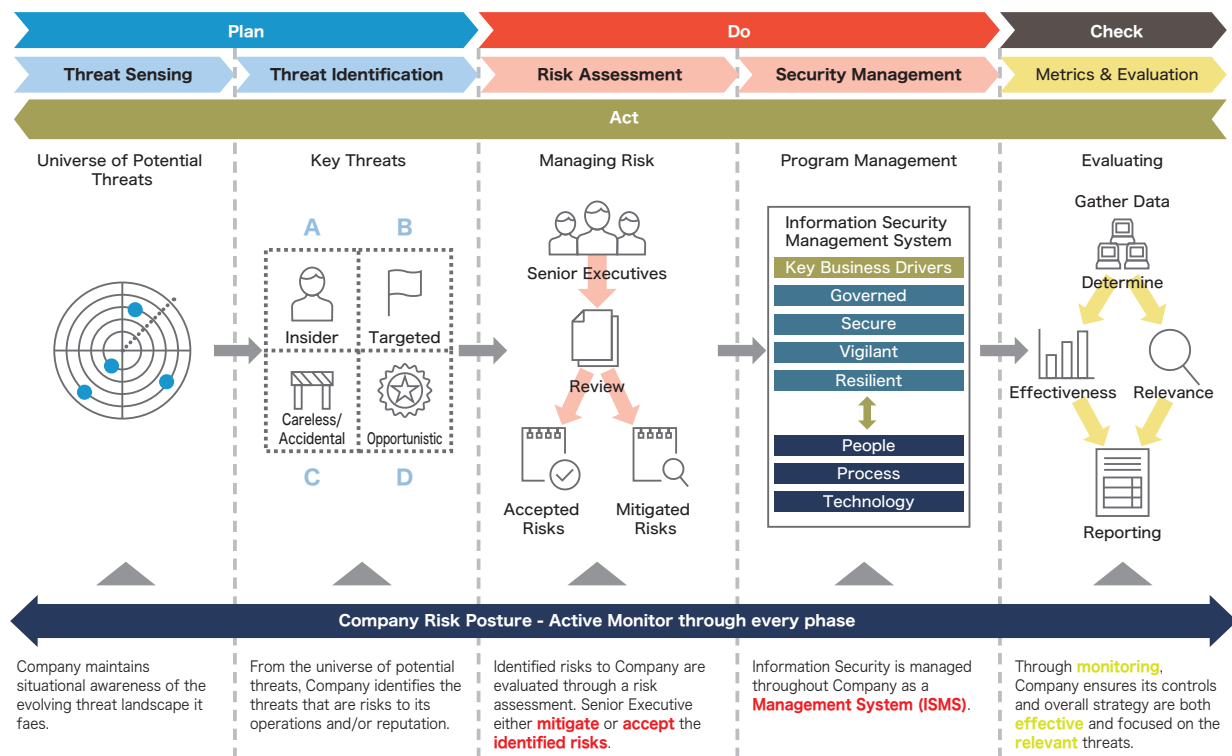 Plan
Do
Check
Threat Sensing
Threat Identification
Risk Assessment
Security Management
Metrics & Evaluation
Act
Universe of Potential
Threats
Key Threats
A
B
Insider
Targeted
Careless/
Accidental
Opportunistic
C
D
Managing Risk
Senior Executives
Review
Accepted
Risks
Mitigated
Risks
Program Management
Information Security
Management System
Key Business Drivers
Governed
Secure
Vigilant
Resilient
People
Process
Technology
Evaluating
Gather Data
Determine
Effectiveness
Relevance
Reporting
Company Risk Posture - Active Monitor through every phase
Company maintains
situational awareness of the
evolving threat landscape it
faes.
From the universe of potential
threats, Company identifies the
threats that are risks to its
operations and/or reputation.
Identified risks to Company are
evaluated through a risk
assessment. Senior Executive
either mitigate or accept the
identified risks.
Information Security is managed
throughout Company as a
Management System (ISMS).
Through monitoring,
Company ensures its controls
and overall strategy are both
effective and focused on the
relevant threats.